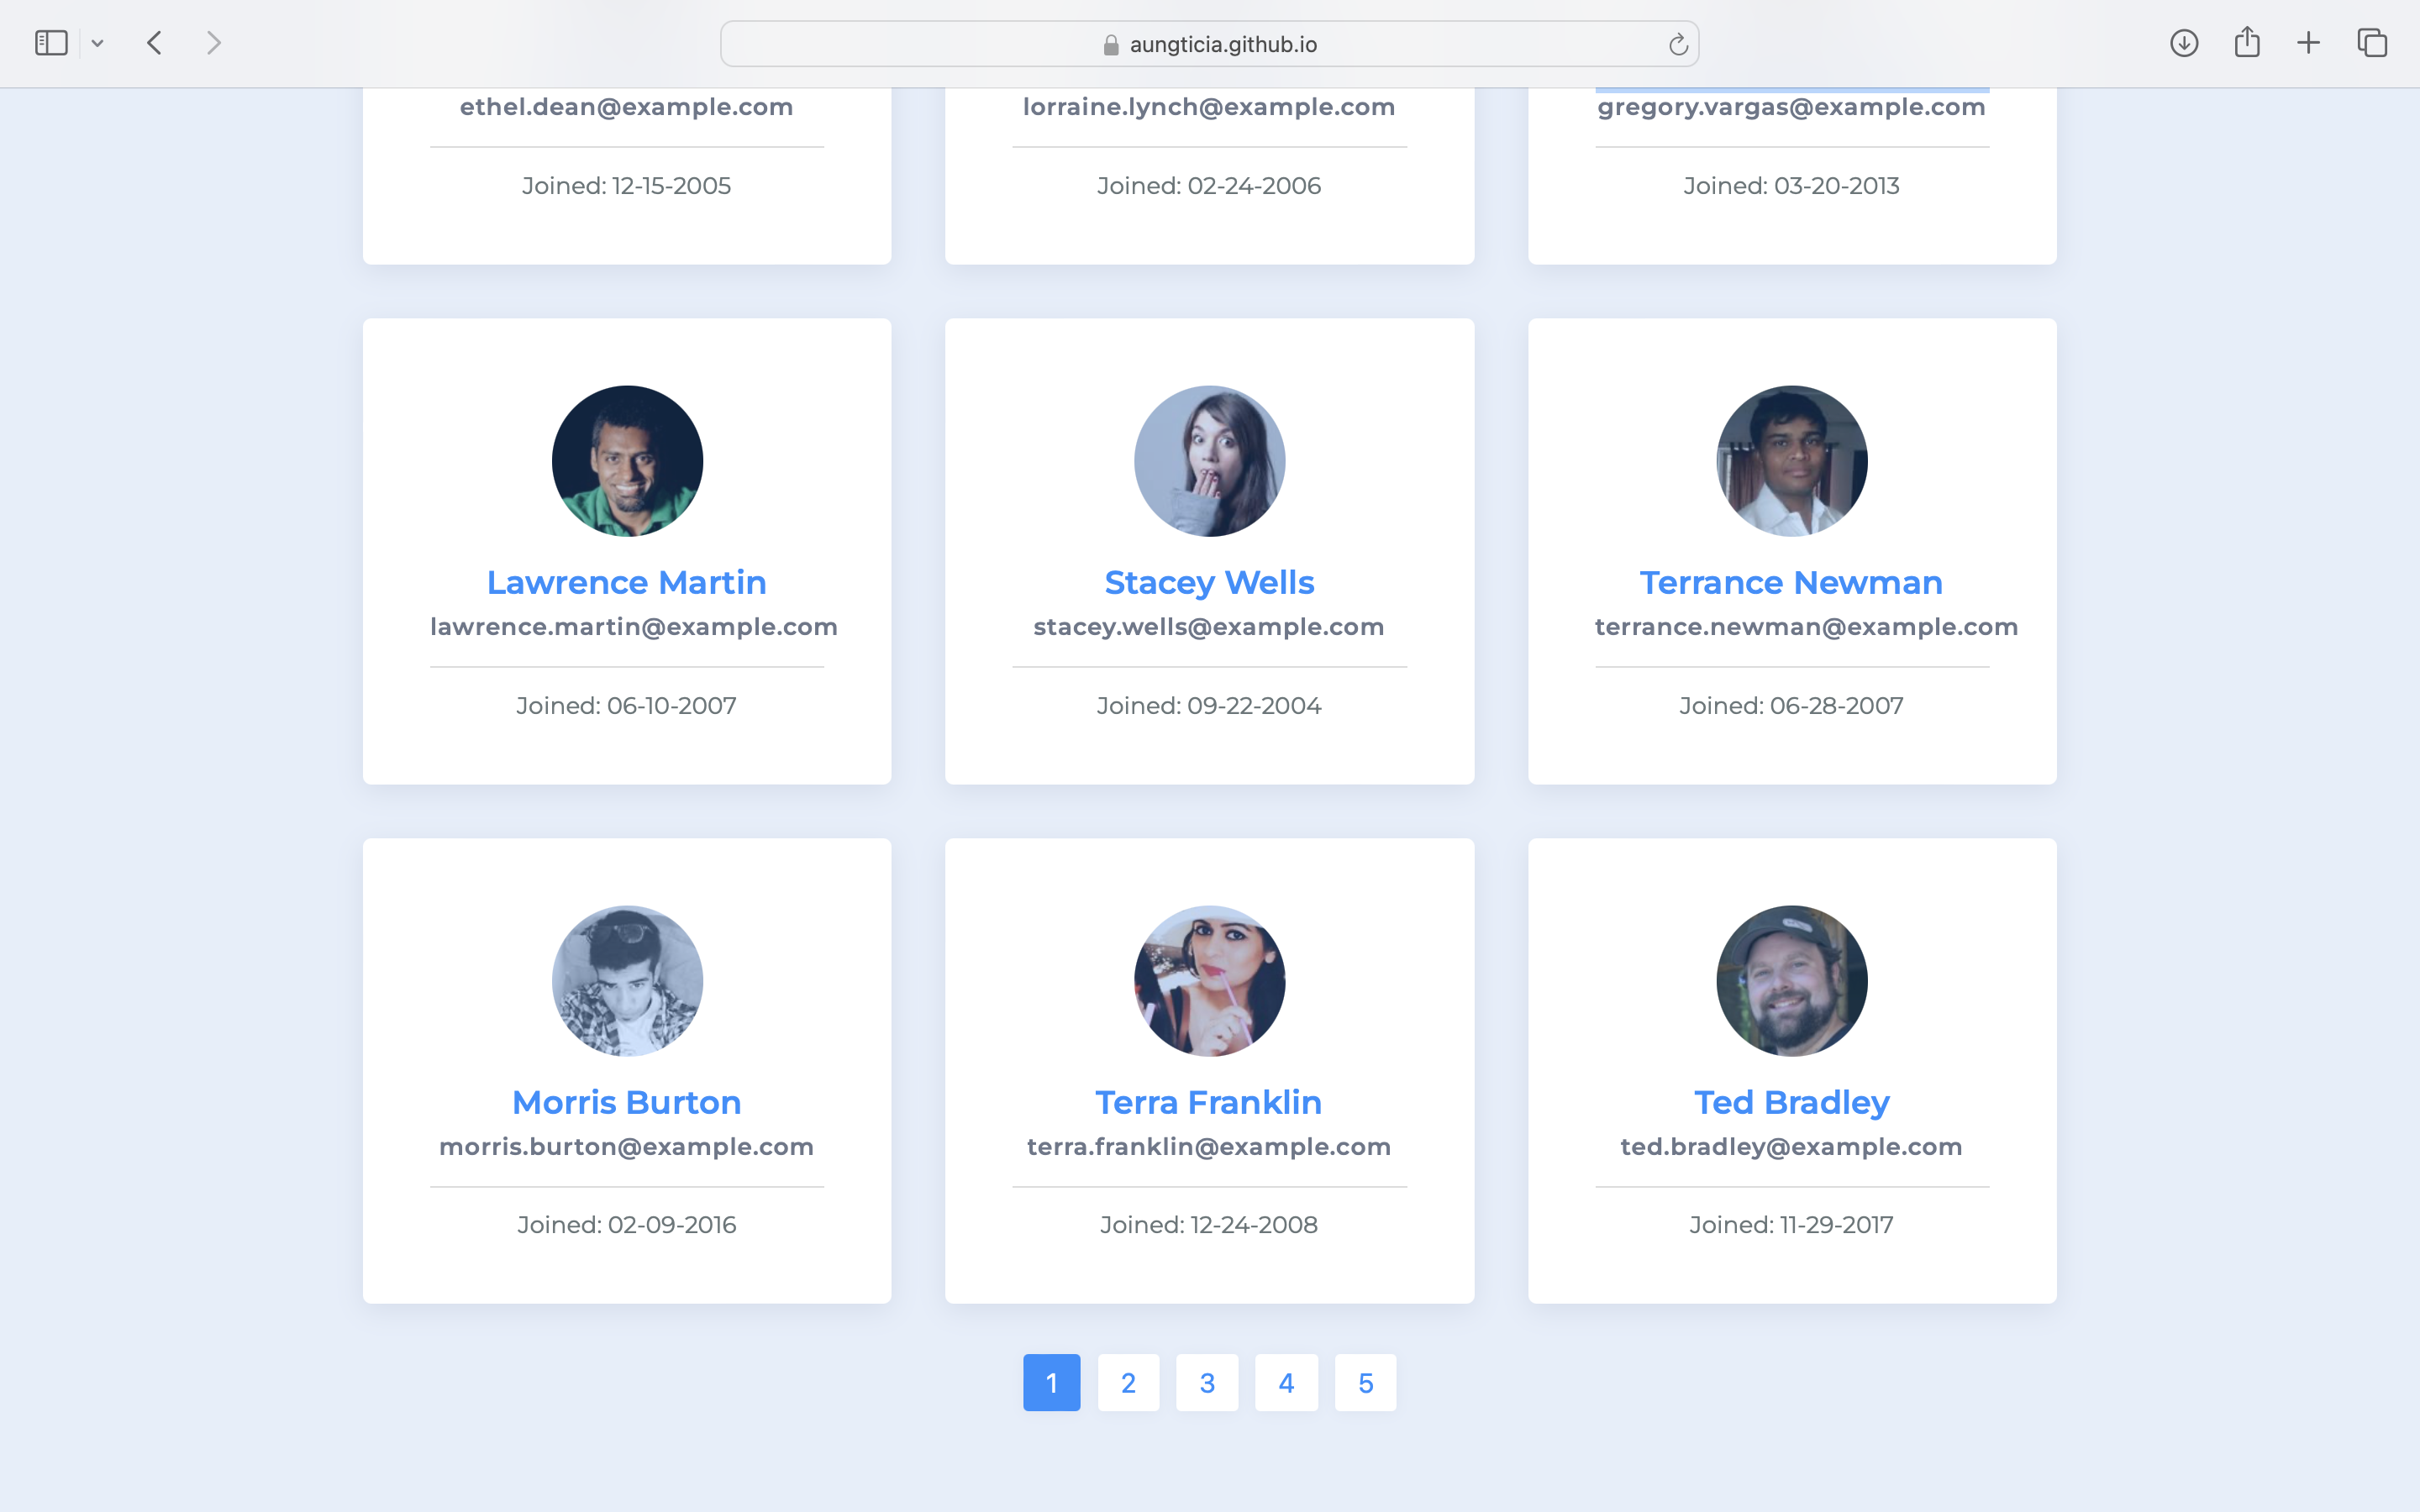 aungticia.github.io
ethel.dean@example.com
lorraine.lynch@example.com
gregory.vargas@example.com
Joined: 12-15-2005
Joined: 02-24-2006
Joined: 03-20-2013
Lawrence Martin
Stacey Wells
Terrance Newman
lawrence.martin@example.com
stacey.wells@example.com
terrance.newman@example.com
Joined: 06-10-2007
Joined: 09-22-2004
Joined: 06-28-2007
Morris Burton
Terra Franklin
Ted Bradley
morris.burton@example.com
terra.franklin@example.com
ted.bradley@example.com
Joined: 02-09-2016
Joined: 12-24-2008
Joined: 11-29-2017
1 2 3 4 5